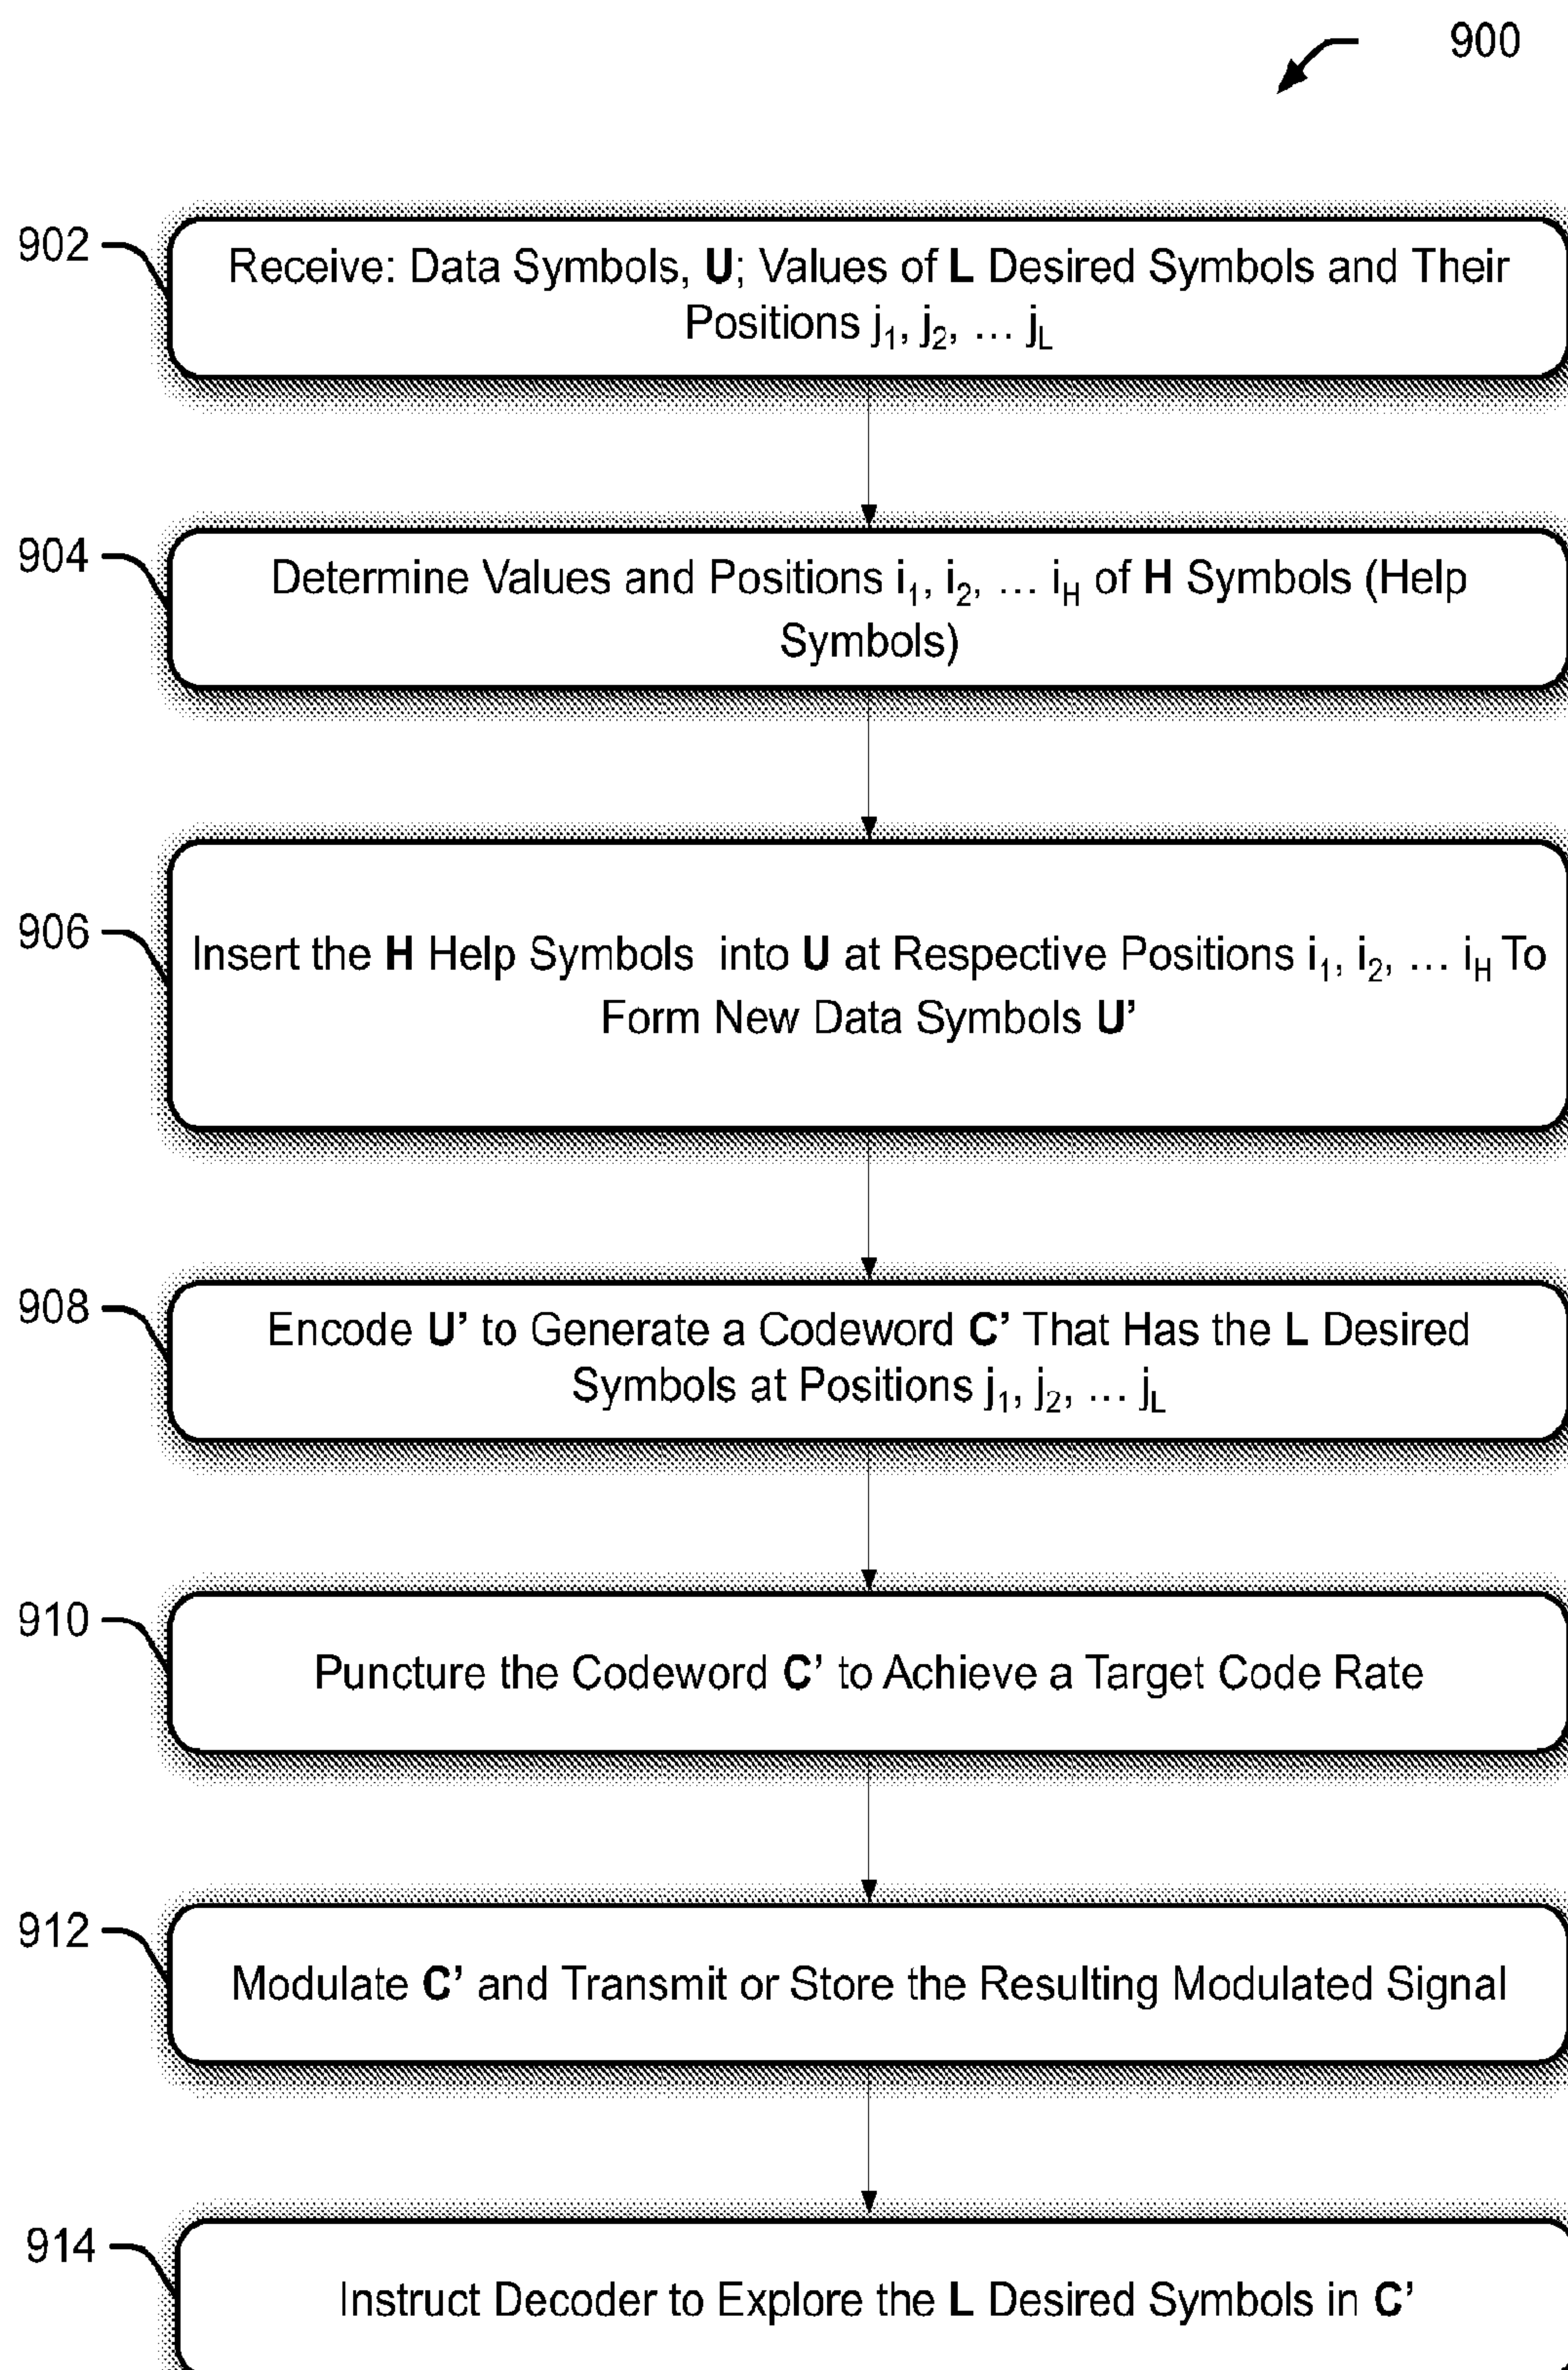 900
902
Receive: Data Symbols, U; Values of L Desired Symbols and Their
Positions j₁, j₂, ... j_L
904
Determine Values and Positions i₁, i₂, ... i_H of H Symbols (Help
Symbols)
906
Insert the H Help Symbols into U at Respective Positions i₁, i₂, ... i_H To
Form New Data Symbols U’
908
Encode U’ to Generate a Codeword C’ That Has the L Desired
Symbols at Positions j₁, j₂, ... j_L
910
Puncture the Codeword C’ to Achieve a Target Code Rate
912
Modulate C’ and Transmit or Store the Resulting Modulated Signal
914
Instruct Decoder to Explore the L Desired Symbols in C’